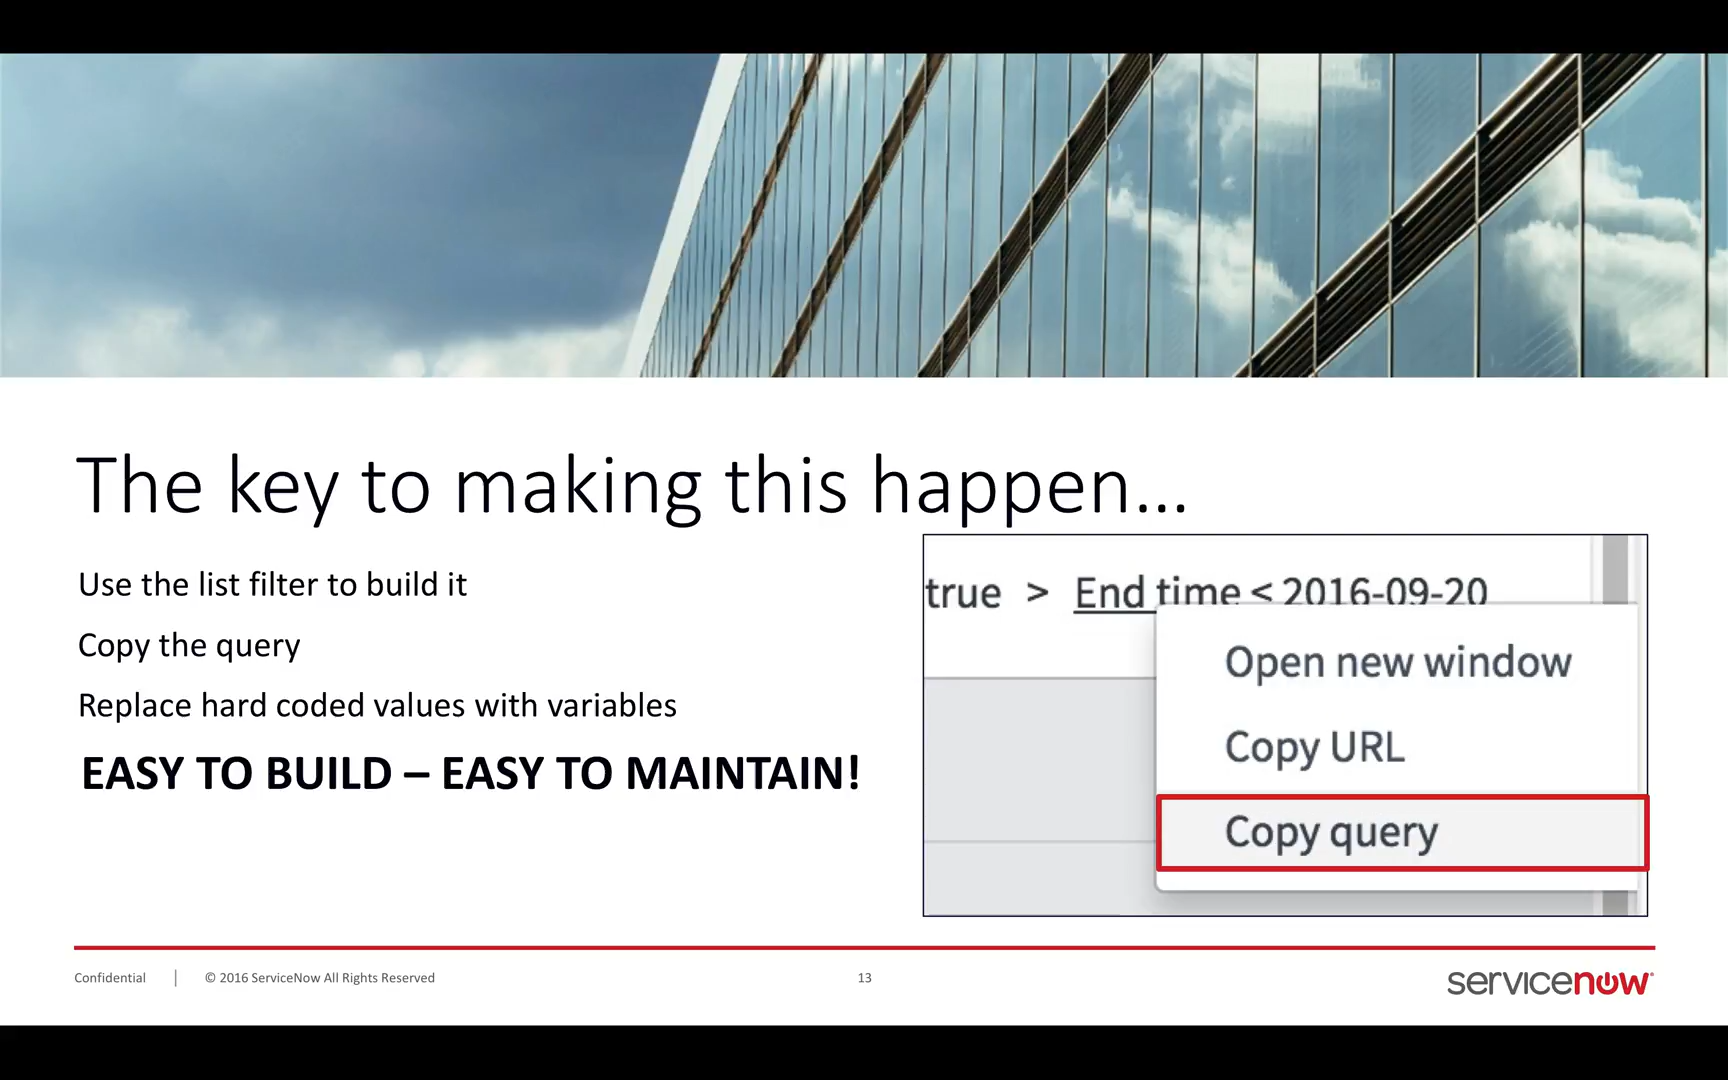 The key to making this happen...
Use the list filter to build it
Copy the query
Replace hard coded values with variables
EASY TO BUILD – EASY TO MAINTAIN!
true > End time < 2016-09-20
Open new window
Copy URL
Copy query
Confidential | © 2016 ServiceNow All Rights Reserved
13
servicenow